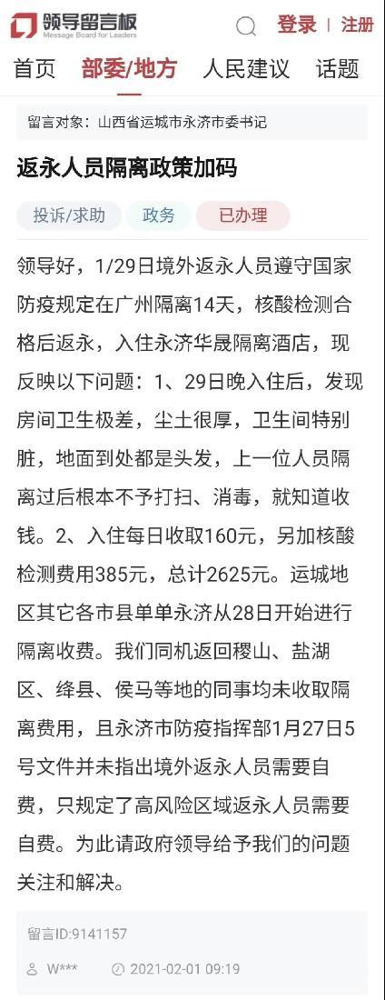 领导留言板
Message Board for Leaders
登录 | 注册
首页 部委/地方 人民建议 话题
留言对象：山西省运城市永济市委书记
返永人员隔离政策加码
投诉/求助 政务 已办理
领导好，1/29日境外返永人员遵守国家
防疫规定在广州隔离14天，核酸检测合
格后返永，入住永济华晟隔离酒店，现
反映以下问题：1、29日晚入住后，发现
房间卫生极差，尘土很厚，卫生间特别
脏，地面到处都是头发，上一位人员隔
离过后根本不予打扫、消毒，就知道收
钱。2、入住每日收取160元，另加核酸
检测费用385元，总计2625元。运城地
区其它各市县单单永济从28日开始进行
隔离收费。我们同机返回稷山、盐湖
区、绛县、侯马等地的同事均未收取隔
离费用，且永济市防疫指挥部1月27日5
号文件并未指出境外返永人员需要自
费，只规定了高风险区域返永人员需要
自费。为此请政府领导给予我们的问题
关注和解决。
留言ID:9141157
W*** 2021-02-01 09:19